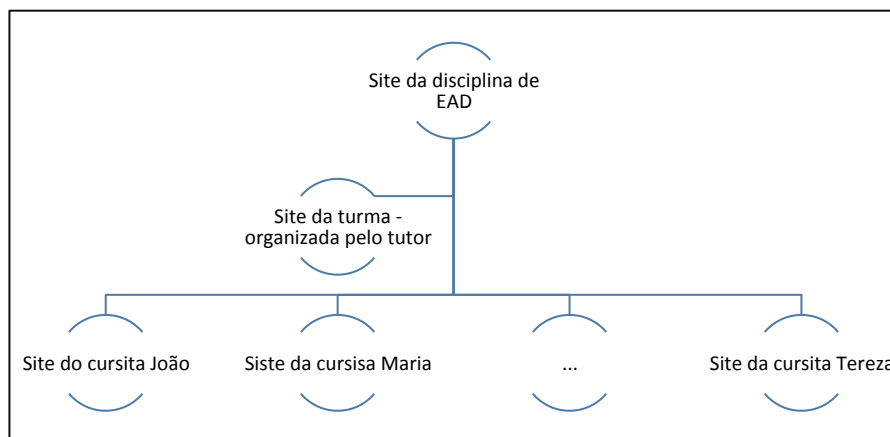 Site da disciplina de
EAD
Site da turma -
organizada pelo tutor
Site do cursita João
Siste da cursisa Maria
...
Site da cursita Tereza